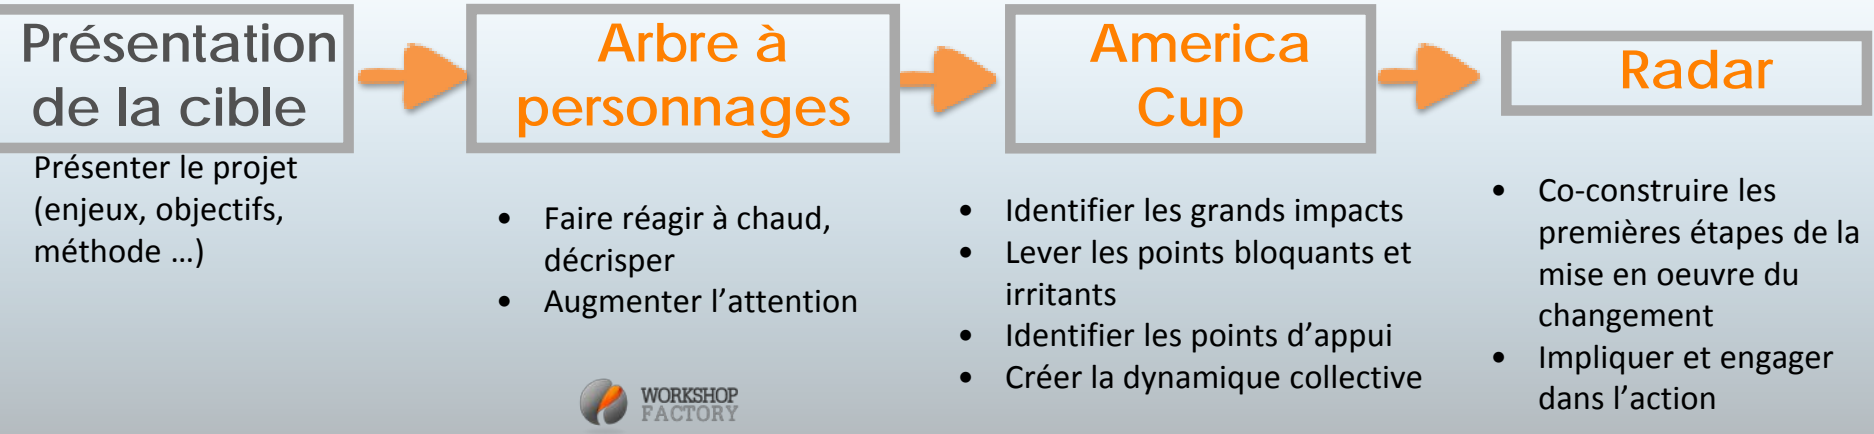 Présentation
de la cible
Présenter le projet
(enjeux, objectifs,
méthode ...)
Arbre à
personnages
• Faire réagir à chaud,
décrisper
• Augmenter l’attention
America
Cup
• Identifier les grands impacts
• Lever les points bloquants et
irritants
• Identifier les points d’appui
• Créer la dynamique collective
Radar
• Co-construire les
premières étapes de la
mise en oeuvre du
changement
• Impliquer et engager
dans l’action
WORKSHOP
FACTORY